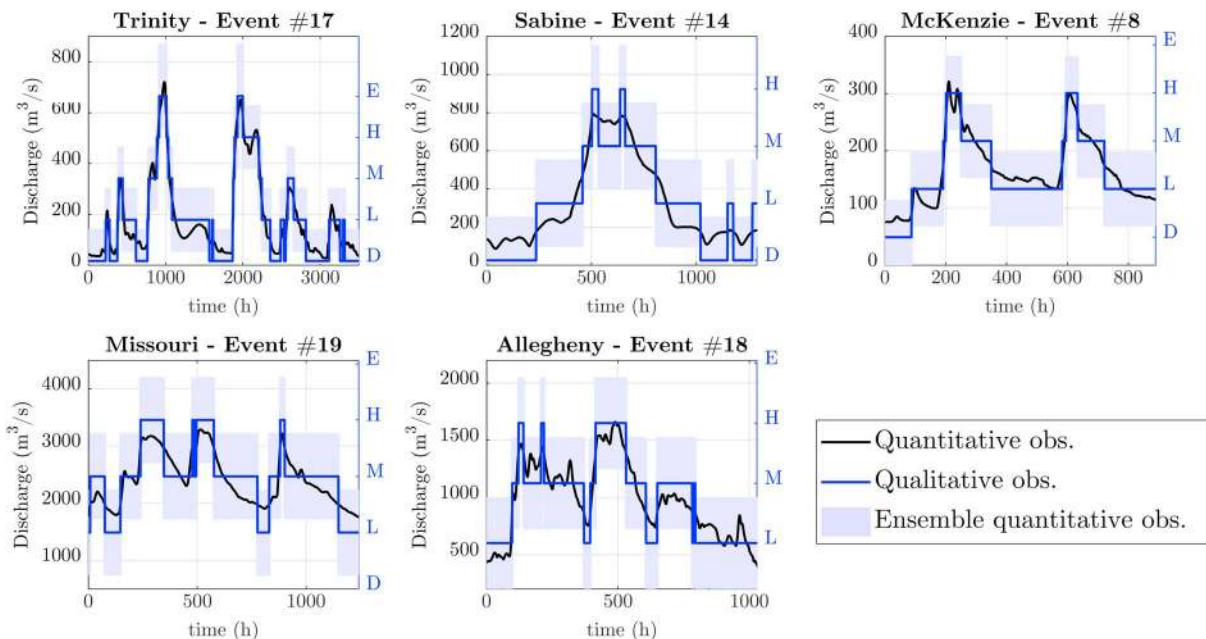 Trinity - Event #17
Sabine - Event #14
McKenzie - Event #8
Discharge (m³/s)
800
600
400
200
0
E
H
M
L
D
0 1000 2000 3000
time (h)
Discharge (m³/s)
1200
1000
800
600
400
200
0
H
M
L
D
0 500 1000
time (h)
Discharge (m³/s)
400
300
200
100
0
E
H
M
L
D
0 200 400 600 800
time (h)
Missouri - Event #19
Allegheny - Event #18
Discharge (m³/s)
4000
3000
2000
1000
E
H
M
L
D
0 500 1000
time (h)
Discharge (m³/s)
2000
1500
1000
500
E
H
M
L
0 500 1000
time (h)
Quantitative obs.
Qualitative obs.
Ensemble quantitative obs.